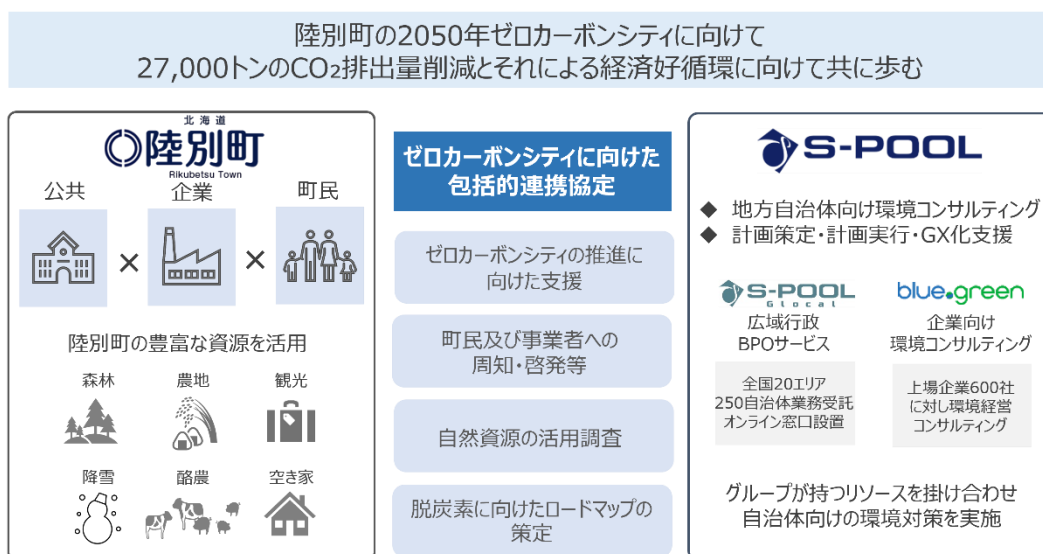 陸別町の2050年ゼロカーボンシティに向けて
27,000トンのCO₂排出量削減とそれによる経済好循環に向けて共に歩む
北海道
陸別町
Rikubetsu Town
公共
企業
町民
×
×
陸別町の豊富な資源を活用
森林
農地
観光
降雪
酪農
空き家
ゼロカーボンシティに向けた
包括的連携協定
ゼロカーボンシティの推進に
向けた支援
町民及び事業者への
周知・啓発等
自然資源の活用調査
脱炭素に向けたロードマップの
策定
S-POOL
◆ 地方自治体向け環境コンサルティング
◆ 計画策定・計画実行・GX化支援
S-POOL
Glocal
広域行政
BPOサービス
全国20エリア
250自治体業務受託
オンライン窓口設置
blue.green
企業向け
環境コンサルティング
上場企業600社
に対し環境経営
コンサルティング
グループが持つリソースを掛け合わせ
自治体向けの環境対策を実施